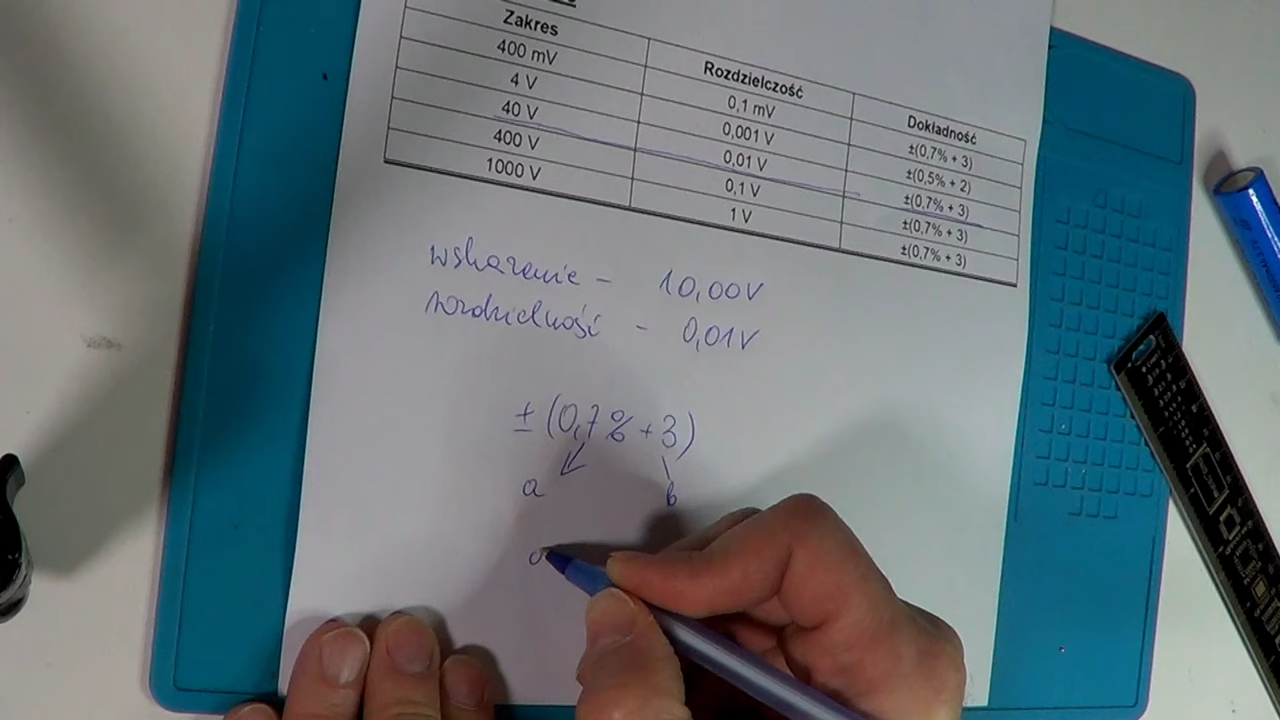 Zakres Rozdzielczość Dokładność
400 mV 0,1 mV ±(0,7% + 3)
4 V 0,001 V ±(0,5% + 2)
40 V 0,01 V ±(0,7% + 3)
400 V 0,1 V ±(0,7% + 3)
1000 V 1 V ±(0,7% + 3)
wskazanie - 10,00V
rozdzielczość - 0,01V
± (0,7% + 3)
a b
a